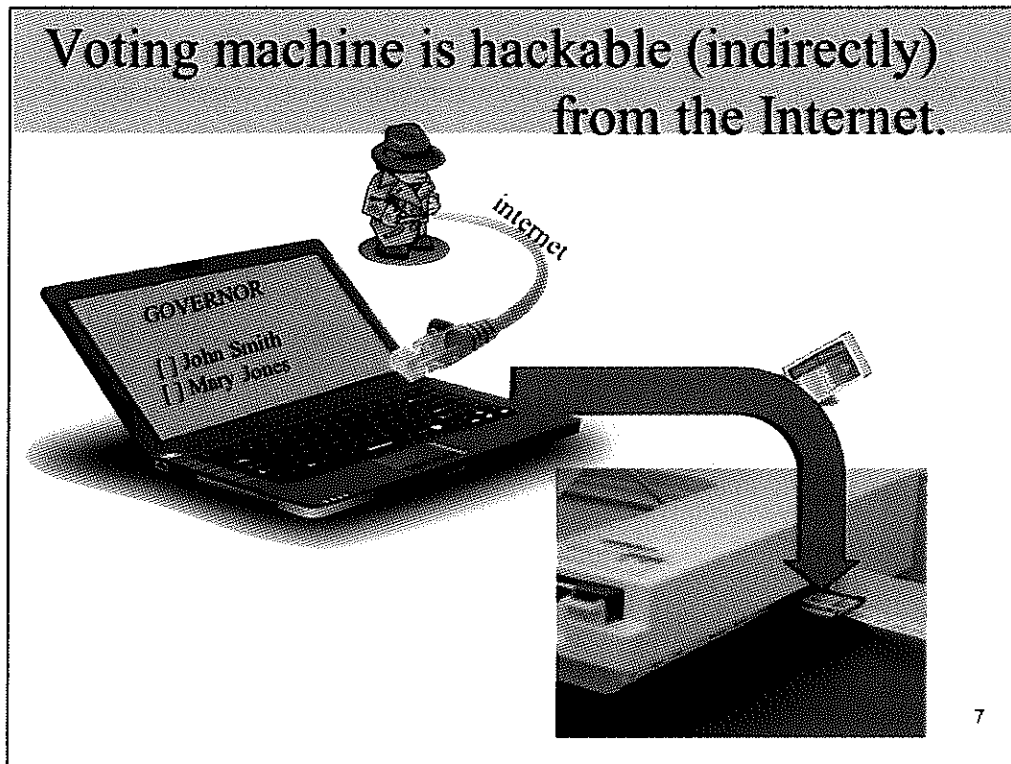 Voting machine is hackable (indirectly)
from the Internet.
internet
GOVERNOR
[ ] John Smith
[ ] Mary Jones
7